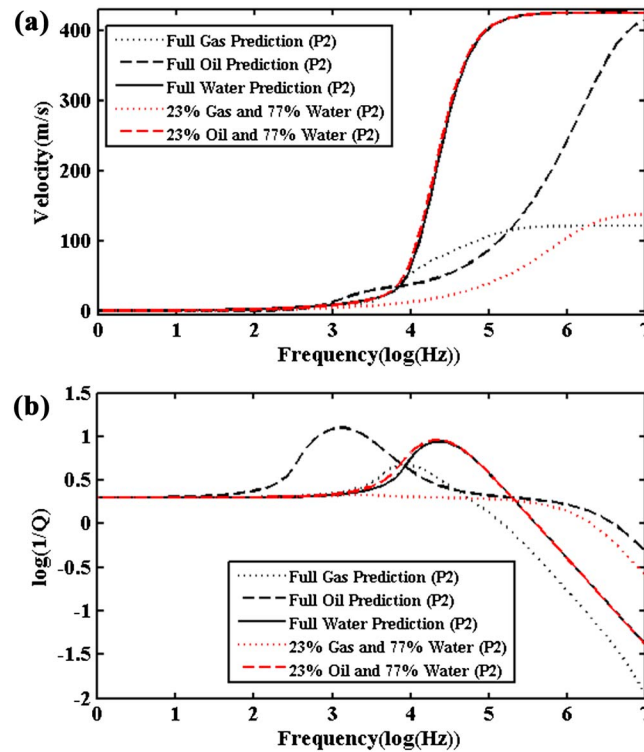 (a)
400
300
200
100
0
Velocity(m/s)
Full Gas Prediction (P2)
Full Oil Prediction (P2)
Full Water Prediction (P2)
23% Gas and 77% Water (P2)
23% Oil and 77% Water (P2)
0 1 2 3 4 5 6 7
Frequency(log(Hz))
(b)
1.5
1
0.5
0
-0.5
-1
-1.5
-2
log(1/Q)
Full Gas Prediction (P2)
Full Oil Prediction (P2)
Full Water Prediction (P2)
23% Gas and 77% Water (P2)
23% Oil and 77% Water (P2)
0 1 2 3 4 5 6 7
Frequency(log(Hz))